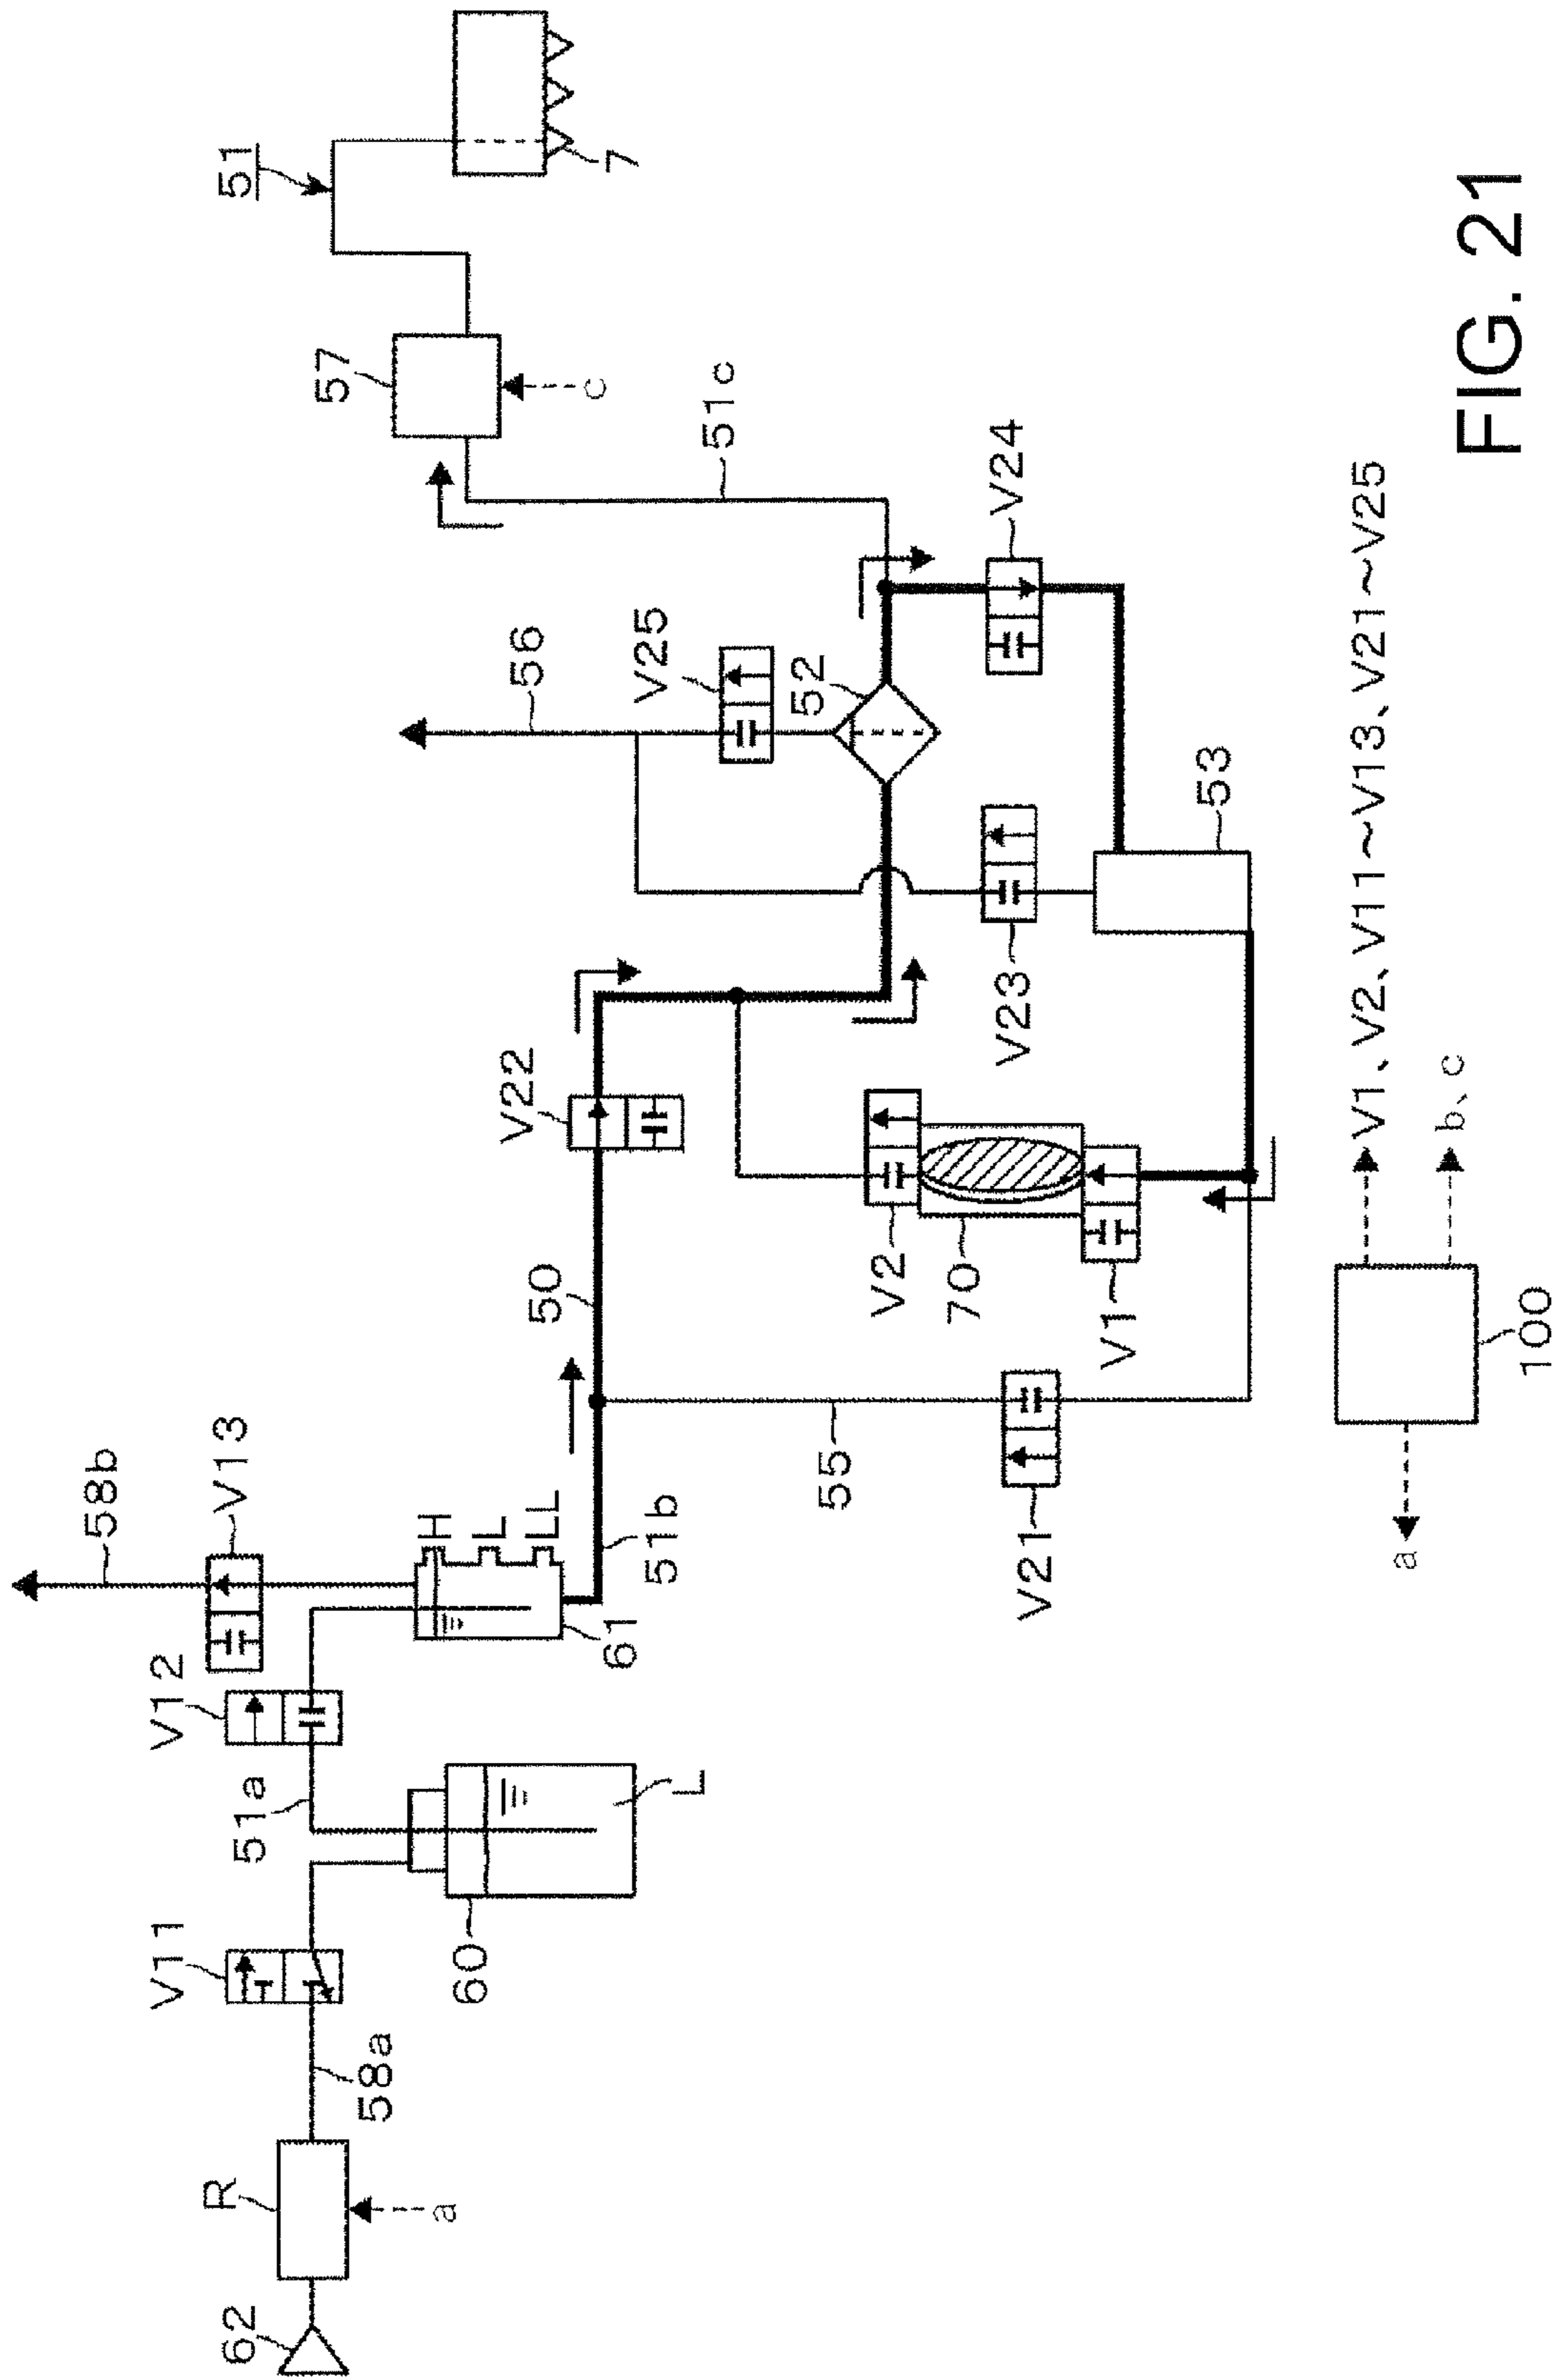 51
7
57
c
51c
V24
56
V25
52
53
V23
V22
50
V2
70
V1
55
V21
58b
V13
H
L
LL
51b
61
V12
51a
L
60
V11
58a
R
a
62
100
a
V1、V2、V11～V13、V21～V25
b、c
FIG. 21